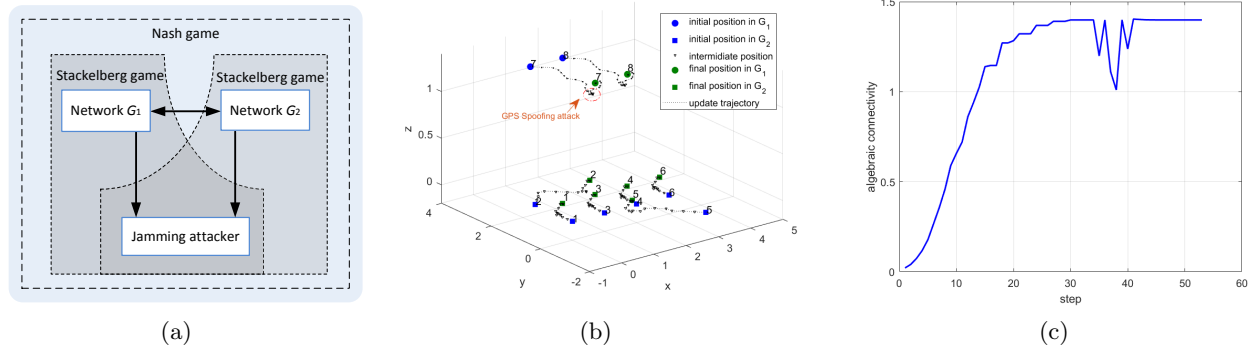 Nash game
Stackelberg game
Stackelberg game
Network G1
Network G2
Jamming attacker
(a)
initial position in G1
initial position in G2
intermidiate position
final position in G1
final position in G2
update trajectory
z
1
0.5
0
4
2
0
-2
y
-1
0
1
2
3
4
5
x
7
8
7
8
GPS Spoofing attack
2
4
6
1
3
5
2
4
6
1
3
5
(b)
algebraic connectivity
1.5
1
0.5
0
0
10
20
30
40
50
60
step
(c)